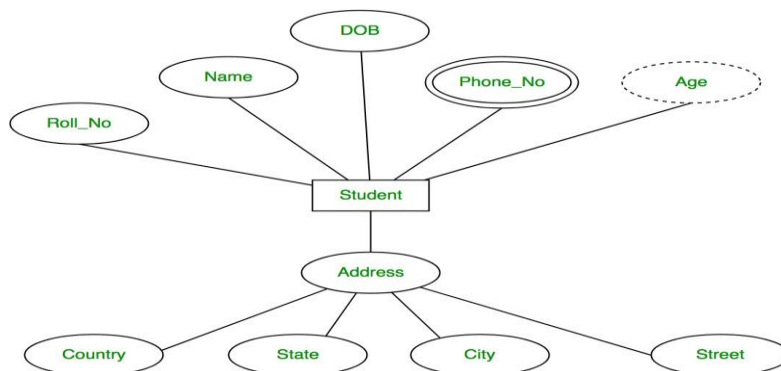 DOB
Name
Phone_No
Age
Roll_No
Student
Address
Country
State
City
Street